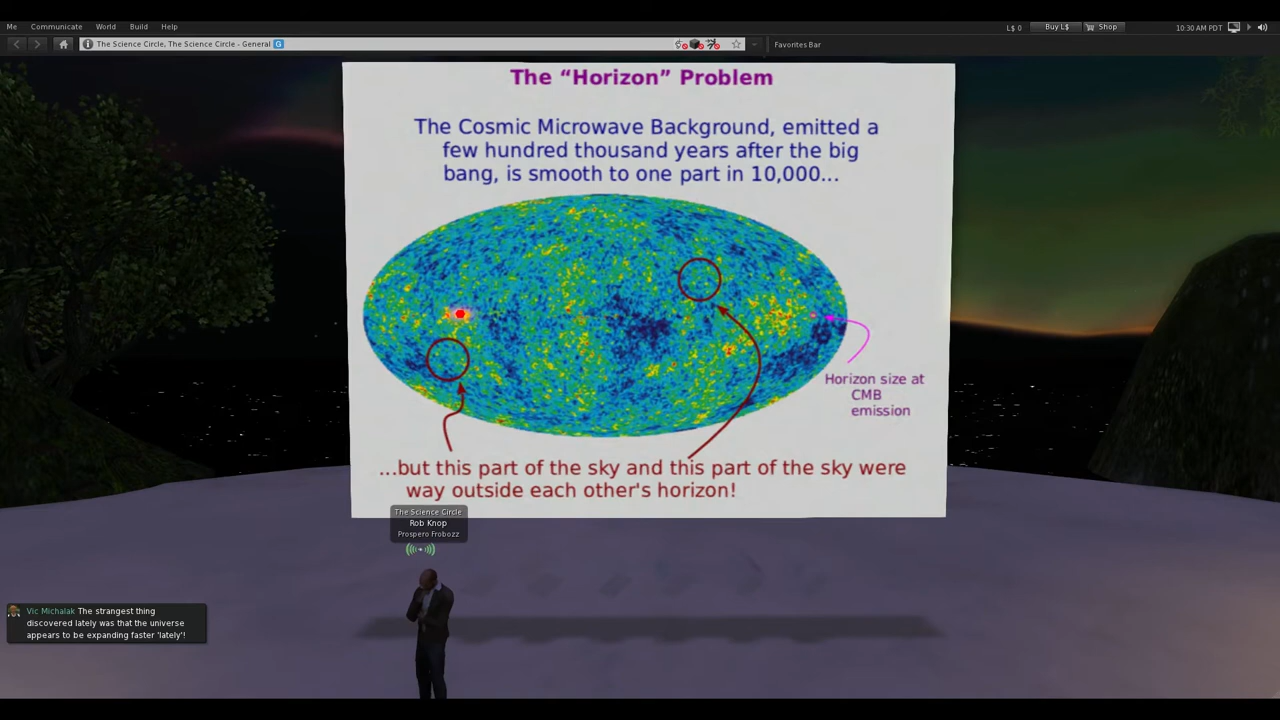 Me Communicate World Build Help L$ 0 Buy L$ Shop 10:30 AM PDT
The Science Circle, The Science Circle - General G Favorites Bar
The “Horizon” Problem
The Cosmic Microwave Background, emitted a
few hundred thousand years after the big
bang, is smooth to one part in 10,000...
Horizon size at
CMB
emission
...but this part of the sky and this part of the sky were
way outside each other's horizon!
The Science Circle
Rob Knop
Prospero Frobozz
Vic Michalak The strangest thing
discovered lately was that the universe
appears to be expanding faster 'lately'!